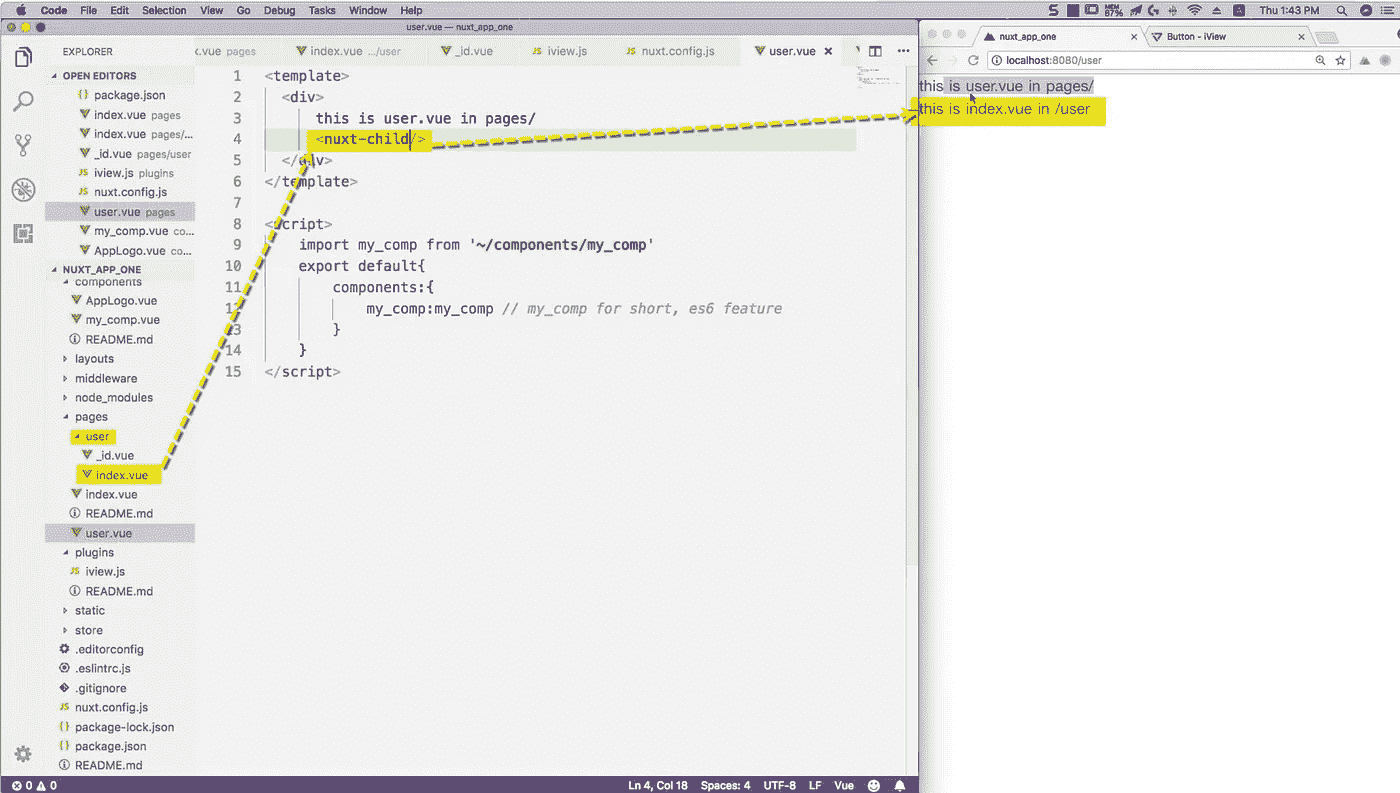 Code File Edit Selection View Go Debug Tasks Window Help
MEM 87% Thu 1:43 PM
user.vue — nuxt_app_one
EXPLORER
.vue pages
index.vue .../user
_id.vue
iview.js
nuxt.config.js
user.vue
OPEN EDITORS
package.json
index.vue pages
index.vue pages/...
_id.vue pages/user
iview.js plugins
nuxt.config.js
user.vue pages
my_comp.vue co...
AppLogo.vue co...
NUXT_APP_ONE
components
AppLogo.vue
my_comp.vue
README.md
layouts
middleware
node_modules
pages
user
_id.vue
index.vue
index.vue
README.md
user.vue
plugins
iview.js
README.md
static
store
.editorconfig
.eslintrc.js
.gitignore
nuxt.config.js
package-lock.json
package.json
README.md
1 <template>
2 <div>
3 this is user.vue in pages/
4 <nuxt-child/>
5 </div>
6 </template>
7
8 <script>
9 import my_comp from '~/components/my_comp'
10 export default{
11 components:{
12 my_comp:my_comp // my_comp for short, es6 feature
13 }
14 }
15 </script>
0 0
Ln 4, Col 18 Spaces: 4 UTF-8 LF Vue
nuxt_app_one
Button - iView
localhost:8080/user
this is user.vue in pages/
this is index.vue in /user